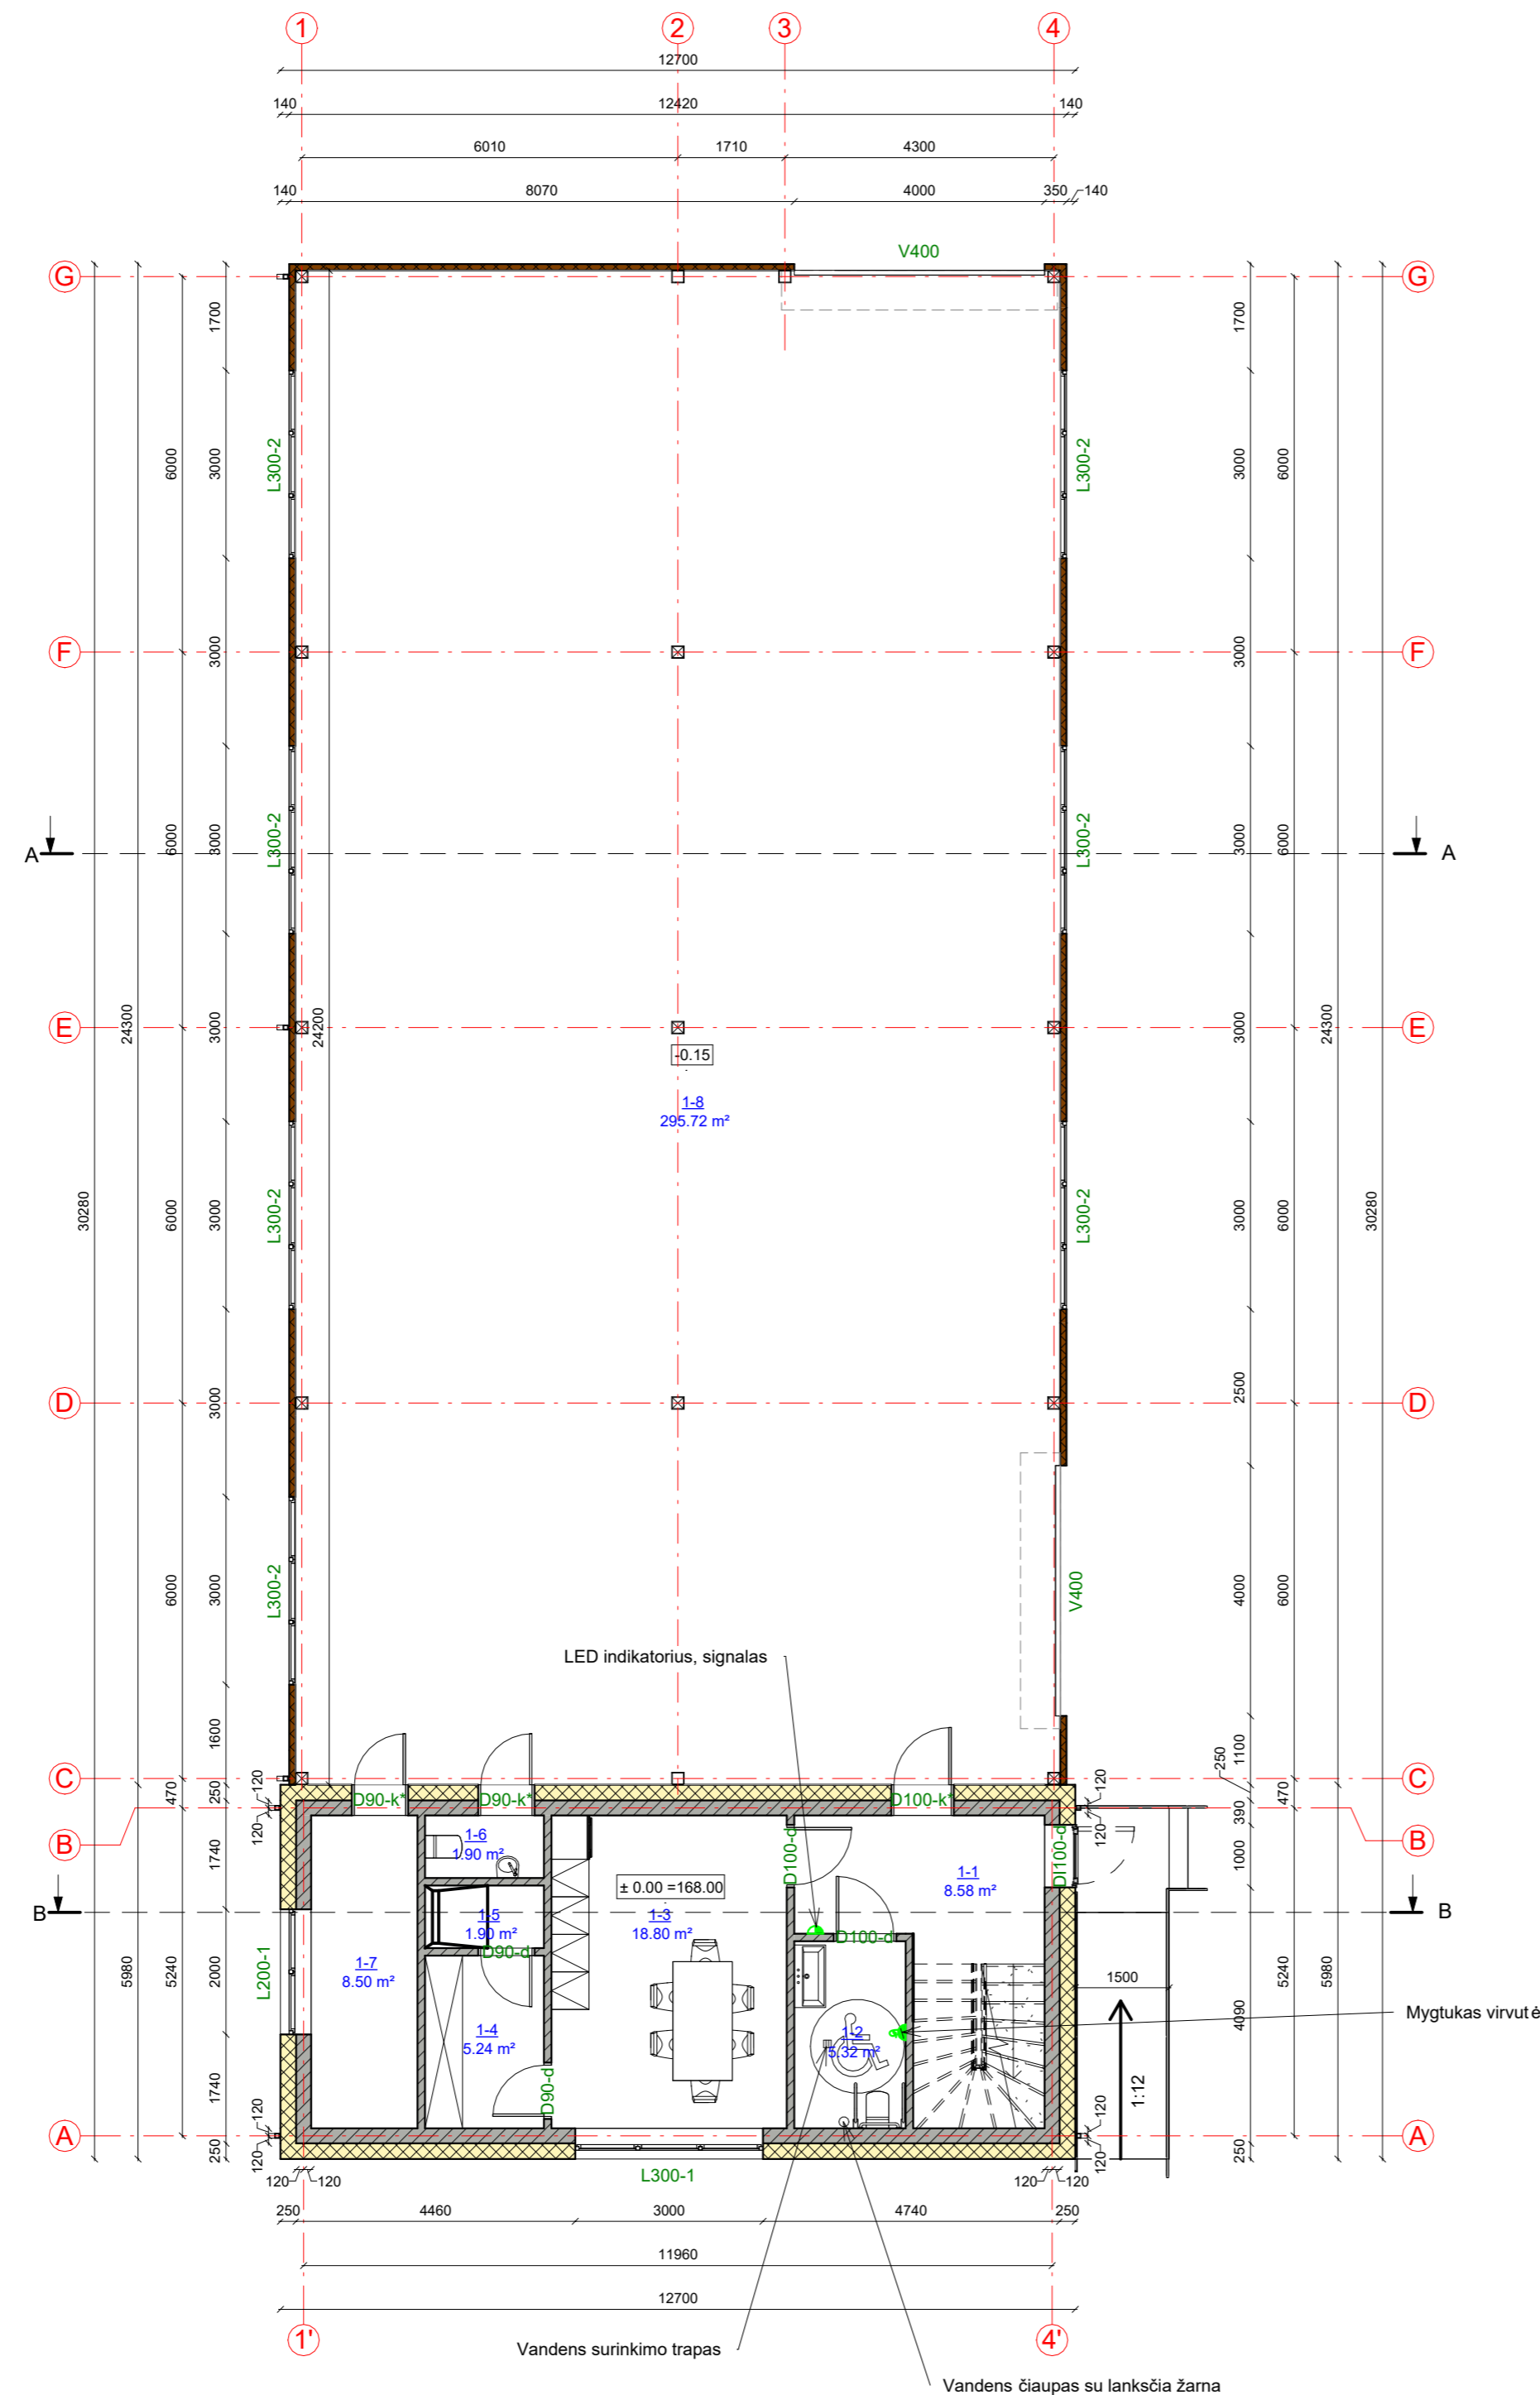 1 2 3 4
12700
140 12420 140
6010 1710 4300
140 8070 4000 350 140
V400
G G
1700 1700
L300-2 L300-2
6000 3000 3000 6000
F F
3000 3000
A A
L300-2 L300-2
6000 3000 3000 6000
E E
24300 3000 24200 3000 24300
-0.15
1-8
295.72 m²
30280 30280
L300-2 L300-2
6000 3000 3000 6000
D D
3000 2500
L300-2 V400
6000 3000 4000 6000
LED indikatorius, signalas
1600 250 1100
C C
470 250 120 120 390 470
D90-k* D90-k* D100-k*
B B
120 120
1740 1000
1-6
1.90 m²
D100-d DI100-d
1-1
8.58 m²
± 0.00 =168.00
B B
1-5
1.90 m²
1-3
18.80 m²
D100-d
D90-d
L200-1
1-7
8.50 m²
5980 5240 2000 4090 5240 5980
1500
1-4
5.24 m²
1-2
5.32 m²
Mygtukas virvutė
D90-d
1:12
1740
A A
120 120
250 120 120 250
120 120 120 120
L300-1
250 4460 3000 4740 250
11960
12700
1' 4'
Vandens surinkimo trapas
Vandens čiaupas su lanksčia žarna